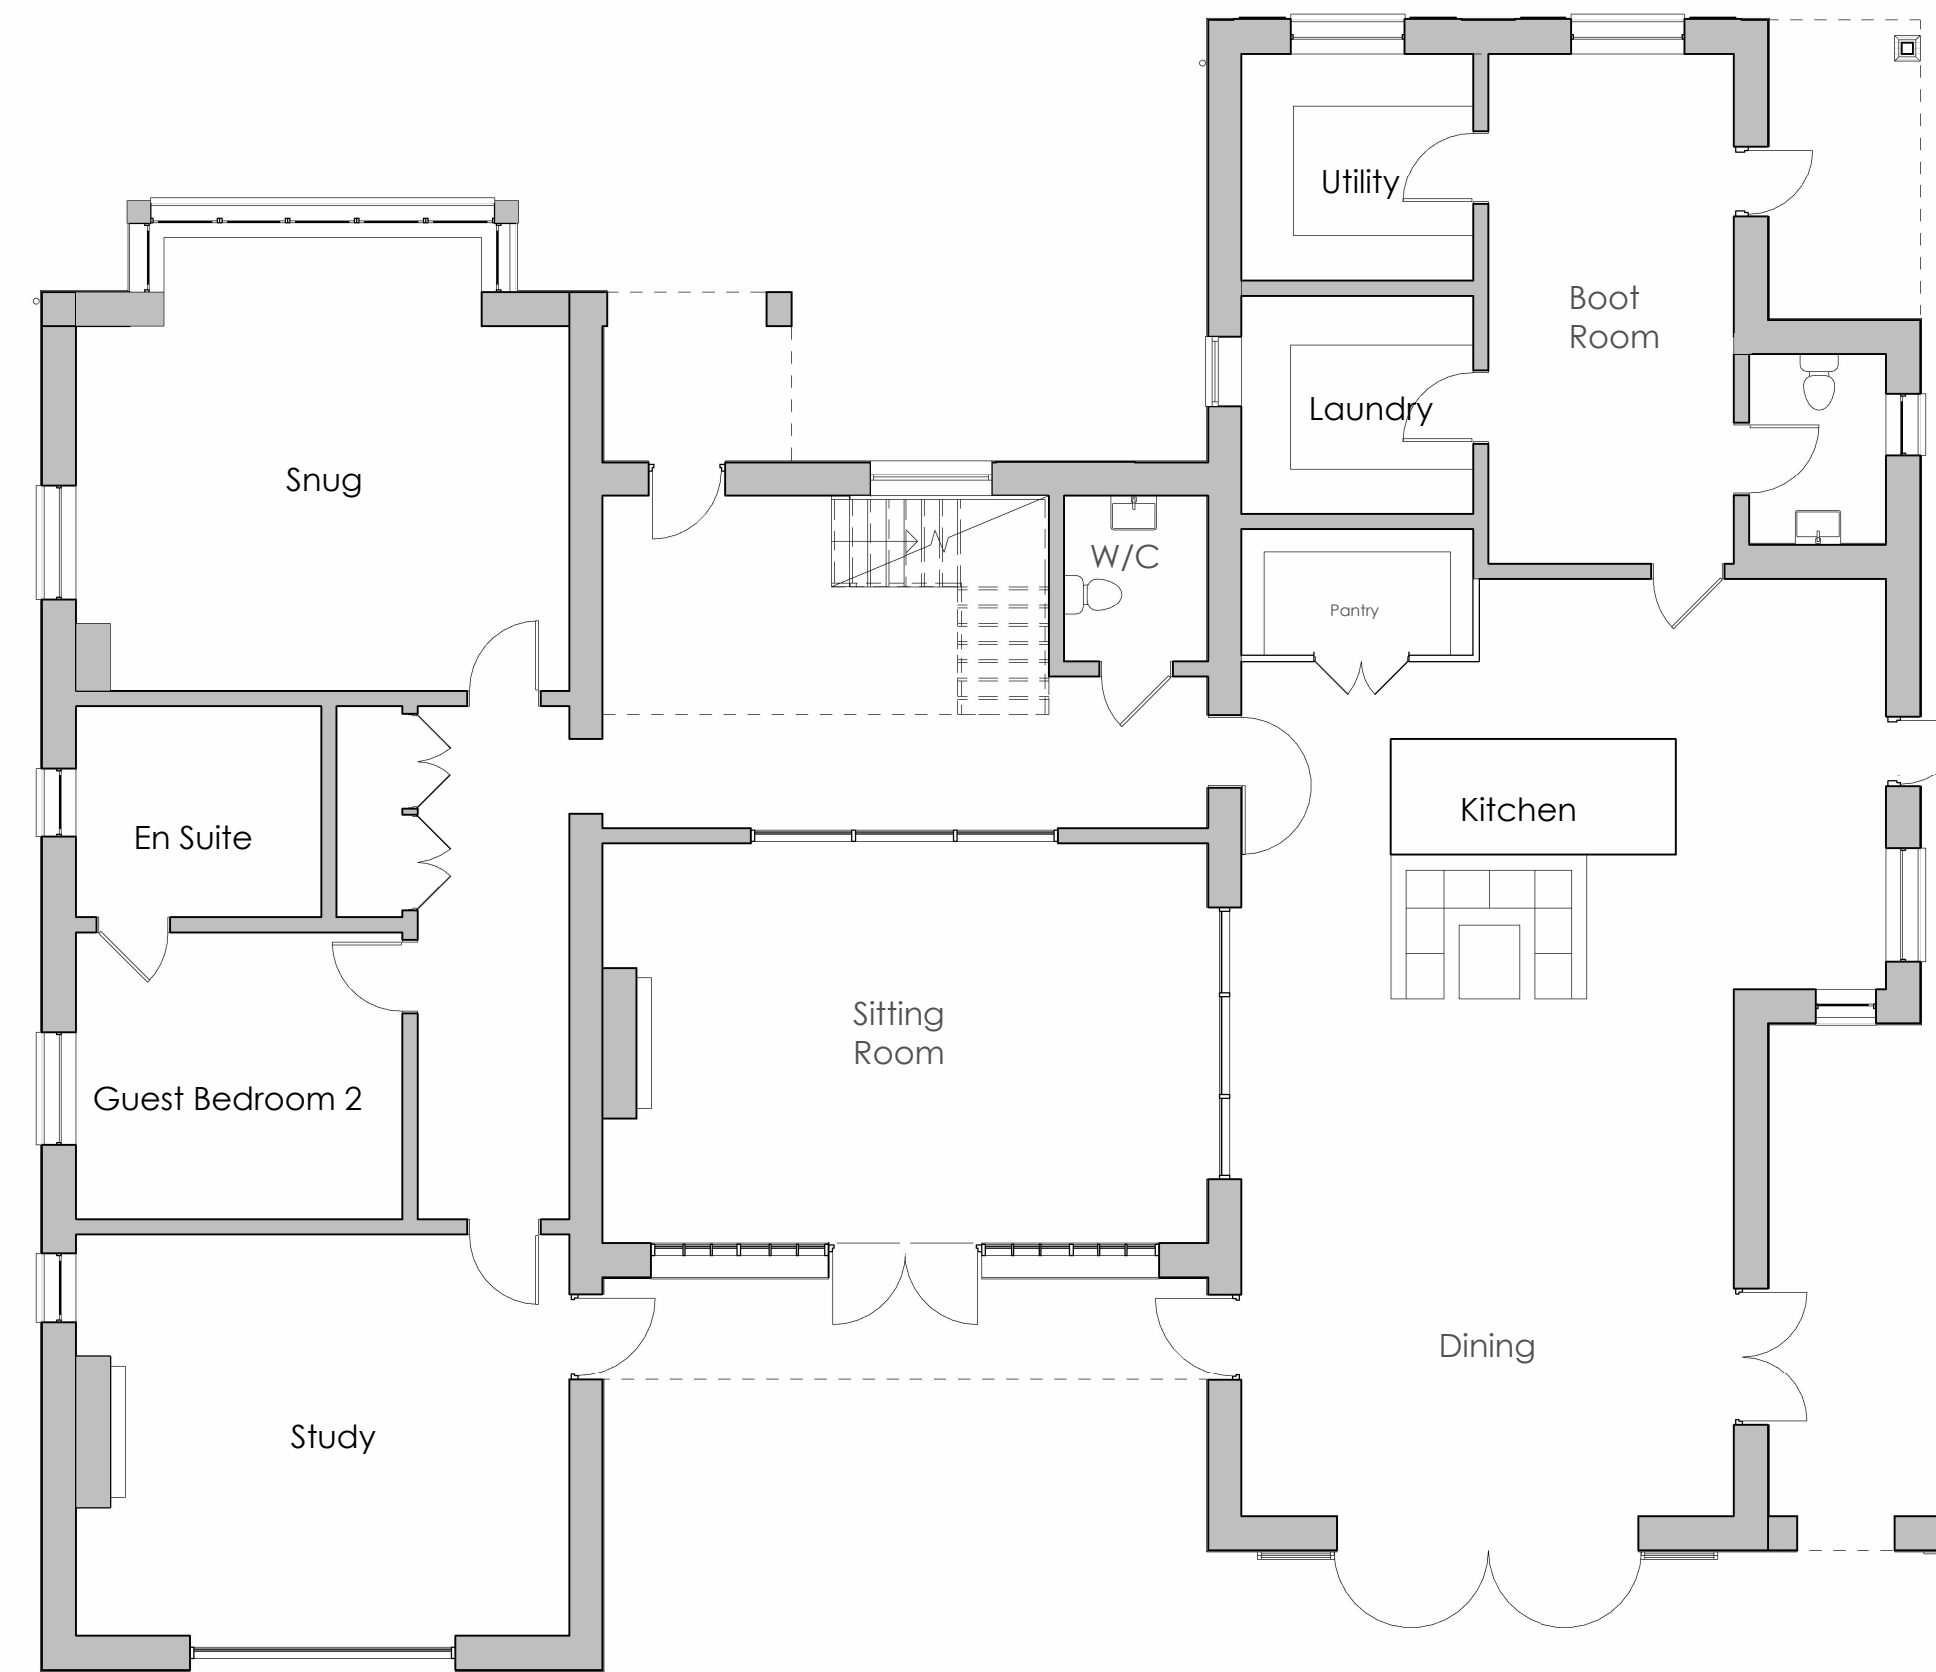 Utility
Boot
Room
Laundry
Snug
W/C
Pantry
Kitchen
En Suite
Sitting
Room
Guest Bedroom 2
Dining
Study